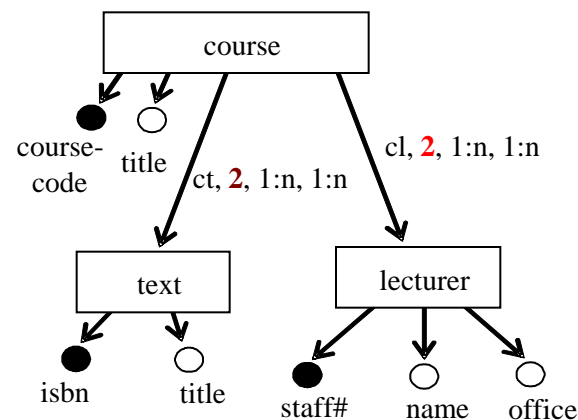 course
course-
code
title
cl, 2, 1:n, 1:n
ct, 2, 1:n, 1:n
text
lecturer
isbn
title
staff#
name
office